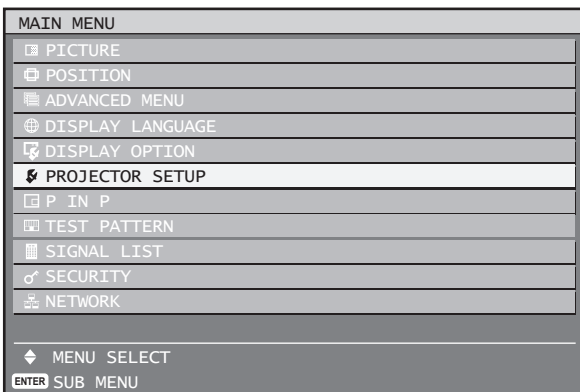 MAIN MENU
PICTURE
POSITION
ADVANCED MENU
DISPLAY LANGUAGE
DISPLAY OPTION
PROJECTOR SETUP
P IN P
TEST PATTERN
SIGNAL LIST
SECURITY
NETWORK
MENU SELECT
ENTER SUB MENU